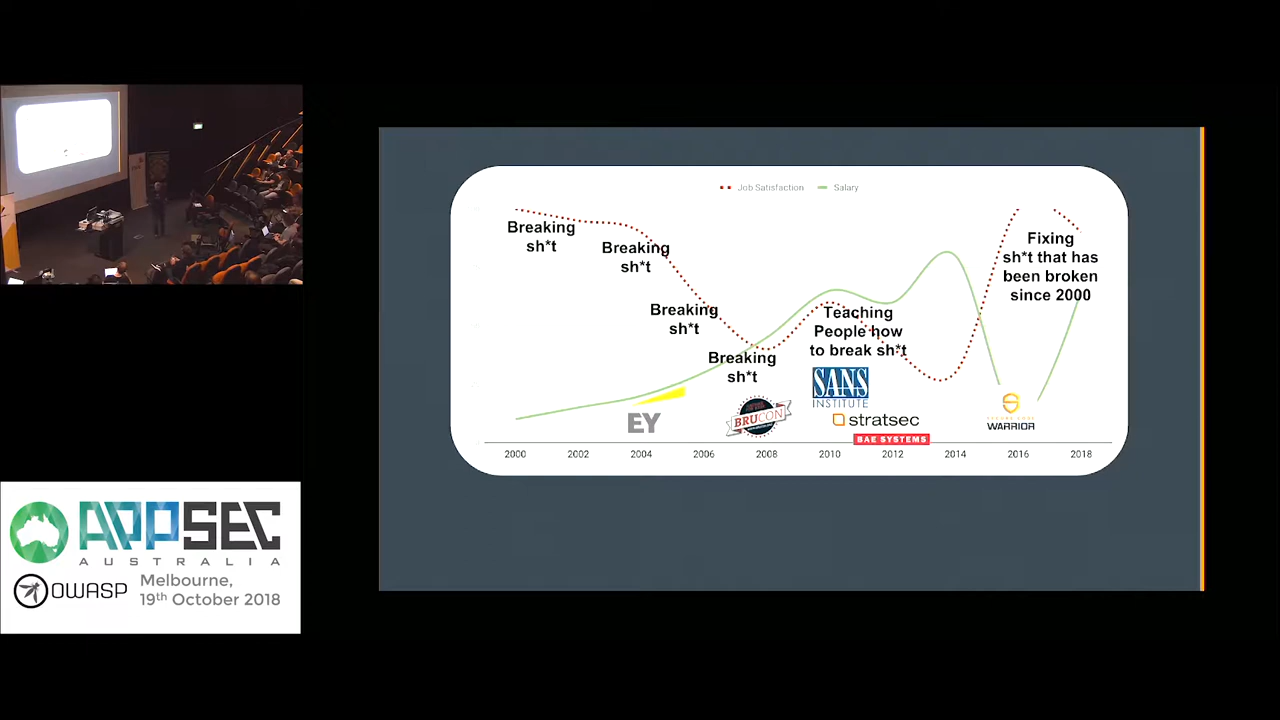 Job Satisfaction
Salary
Breaking
sh*t
Breaking
sh*t
Breaking
sh*t
Breaking
sh*t
Teaching
People how
to break sh*t
Fixing
sh*t that has
been broken
since 2000
EY
BRUCON
SANS
INSTITUTE
stratsec
BAE SYSTEMS
SECURE CODE
WARRIOR
2000
2002
2004
2006
2008
2010
2012
2014
2016
2018
APPSEC
AUSTRALIA
OWASP
Melbourne,
19th October 2018